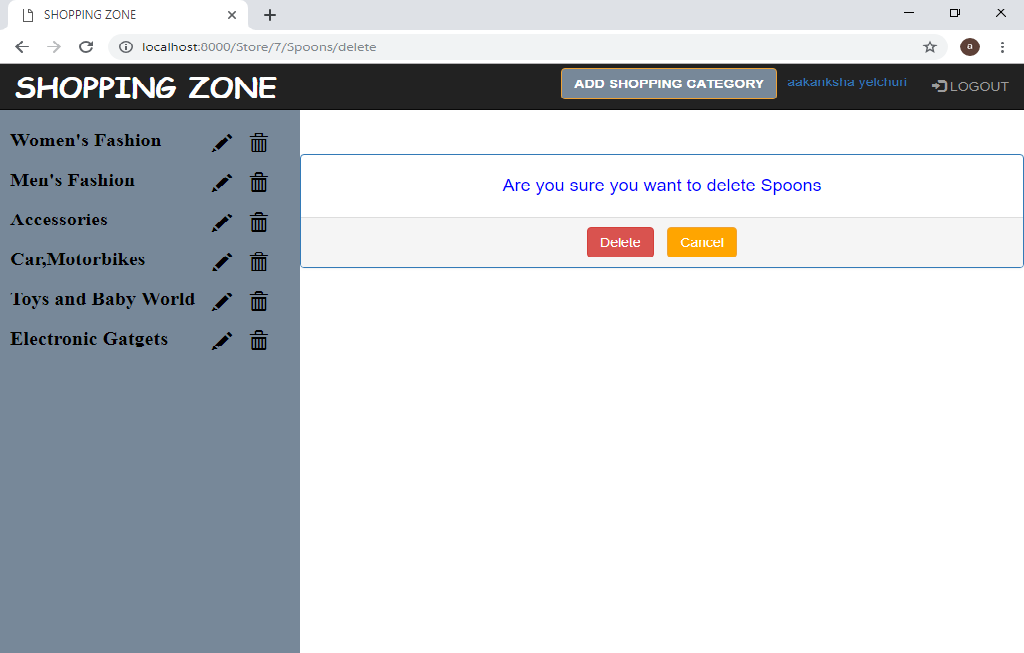 SHOPPING ZONE
localhost:8000/Store/7/Spoons/delete
a
SHOPPING ZONE
ADD SHOPPING CATEGORY
aakanksha yelchuri
LOGOUT
Women's Fashion
Men's Fashion
Accessories
Car,Motorbikes
Toys and Baby World
Electronic Gatgets
Are you sure you want to delete Spoons
Delete
Cancel